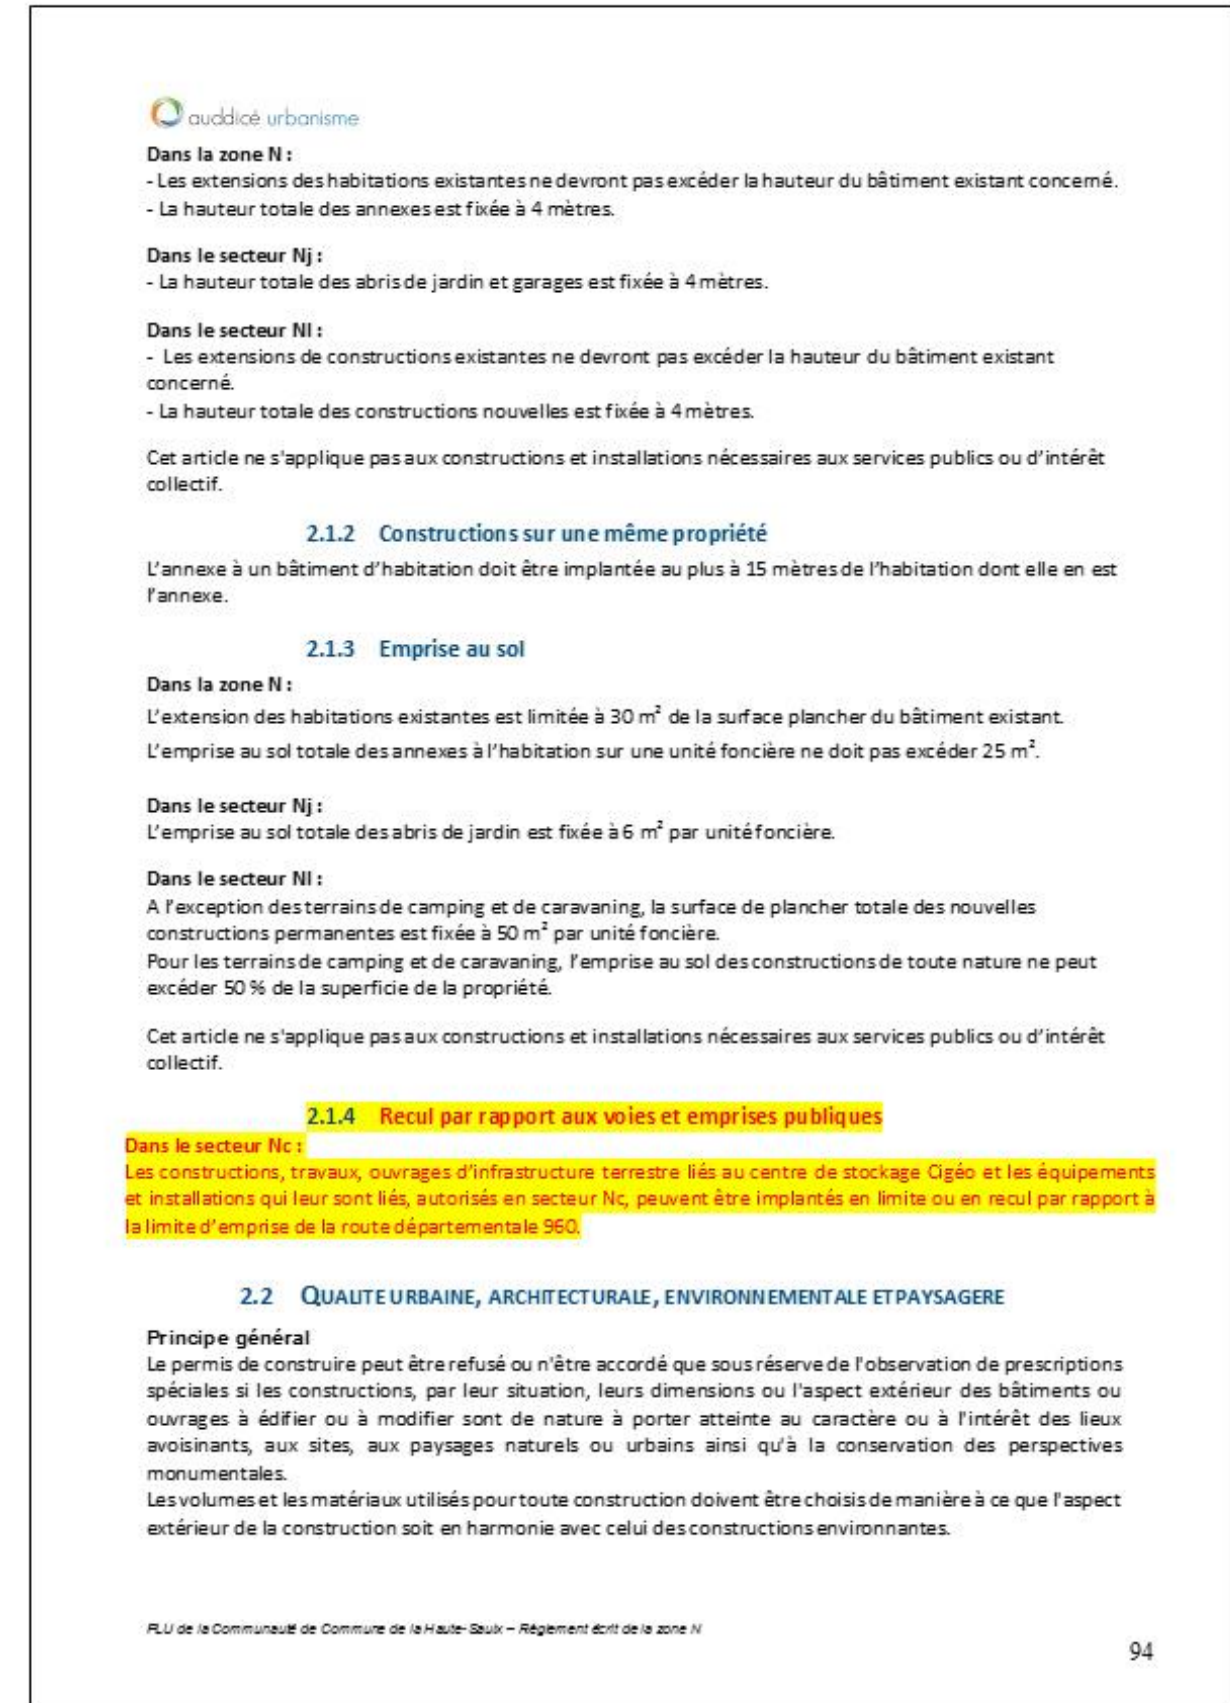 auddicé urbanisme
Dans la zone N :
- Les extensions des habitations existantes ne devront pas excéder la hauteur du bâtiment existant concerné.
- La hauteur totale des annexes est fixée à 4 mètres.
Dans le secteur Nj :
- La hauteur totale des abris de jardin et garages est fixée à 4 mètres.
Dans le secteur Nl :
- Les extensions de constructions existantes ne devront pas excéder la hauteur du bâtiment existant
concerné.
- La hauteur totale des constructions nouvelles est fixée à 4 mètres.
Cet article ne s'applique pas aux constructions et installations nécessaires aux services publics ou d’intérêt
collectif.
2.1.2 Constructions sur une même propriété
L’annexe à un bâtiment d’habitation doit être implantée au plus à 15 mètres de l’habitation dont elle en est
l’annexe.
2.1.3 Emprise au sol
Dans la zone N :
L’extension des habitations existantes est limitée à 30 m² de la surface plancher du bâtiment existant.
L’emprise au sol totale des annexes à l’habitation sur une unité foncière ne doit pas excéder 25 m².
Dans le secteur Nj :
L’emprise au sol totale des abris de jardin est fixée à 6 m² par unité foncière.
Dans le secteur Nl :
A l’exception des terrains de camping et de caravaning, la surface de plancher totale des nouvelles
constructions permanentes est fixée à 50 m² par unité foncière.
Pour les terrains de camping et de caravaning, l’emprise au sol des constructions de toute nature ne peut
excéder 50 % de la superficie de la propriété.
Cet article ne s'applique pas aux constructions et installations nécessaires aux services publics ou d’intérêt
collectif.
2.1.4 Recul par rapport aux voies et emprises publiques
Dans le secteur Nc :
Les constructions, travaux, ouvrages d’infrastructure terrestre liés au centre de stockage Cigéo et les équipements
et installations qui leur sont liés, autorisés en secteur Nc, peuvent être implantés en limite ou en recul par rapport à
la limite d’emprise de la route départementale 960.
2.2 QUALITE URBAINE, ARCHITECTURALE, ENVIRONNEMENTALE ET PAYSAGERE
Principe général
Le permis de construire peut être refusé ou n'être accordé que sous réserve de l'observation de prescriptions
spéciales si les constructions, par leur situation, leurs dimensions ou l'aspect extérieur des bâtiments ou
ouvrages à édifier ou à modifier sont de nature à porter atteinte au caractère ou à l'intérêt des lieux
avoisinants, aux sites, aux paysages naturels ou urbains ainsi qu'à la conservation des perspectives
monumentales.
Les volumes et les matériaux utilisés pour toute construction doivent être choisis de manière à ce que l'aspect
extérieur de la construction soit en harmonie avec celui des constructions environnantes.
PLU de la Communauté de Commune de la Haute-Saulx – Règlement écrit de la zone N
94